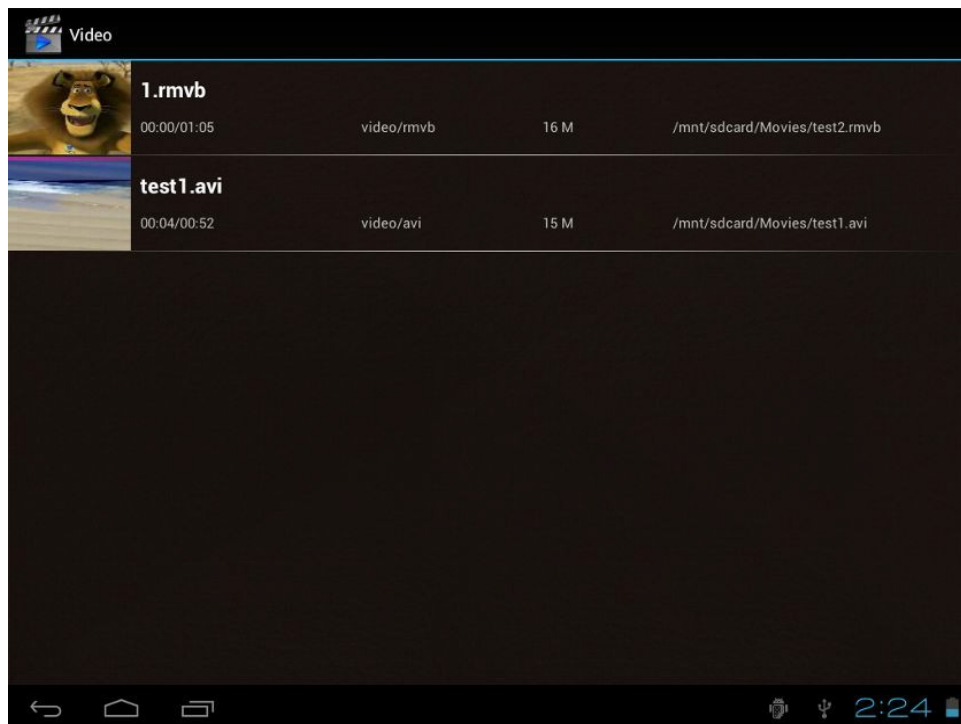 Video
1.rmvb
00:00/01:05 video/rmvb 16 M /mnt/sdcard/Movies/test2.rmvb
test1.avi
00:04/00:52 video/avi 15 M /mnt/sdcard/Movies/test1.avi
2:24